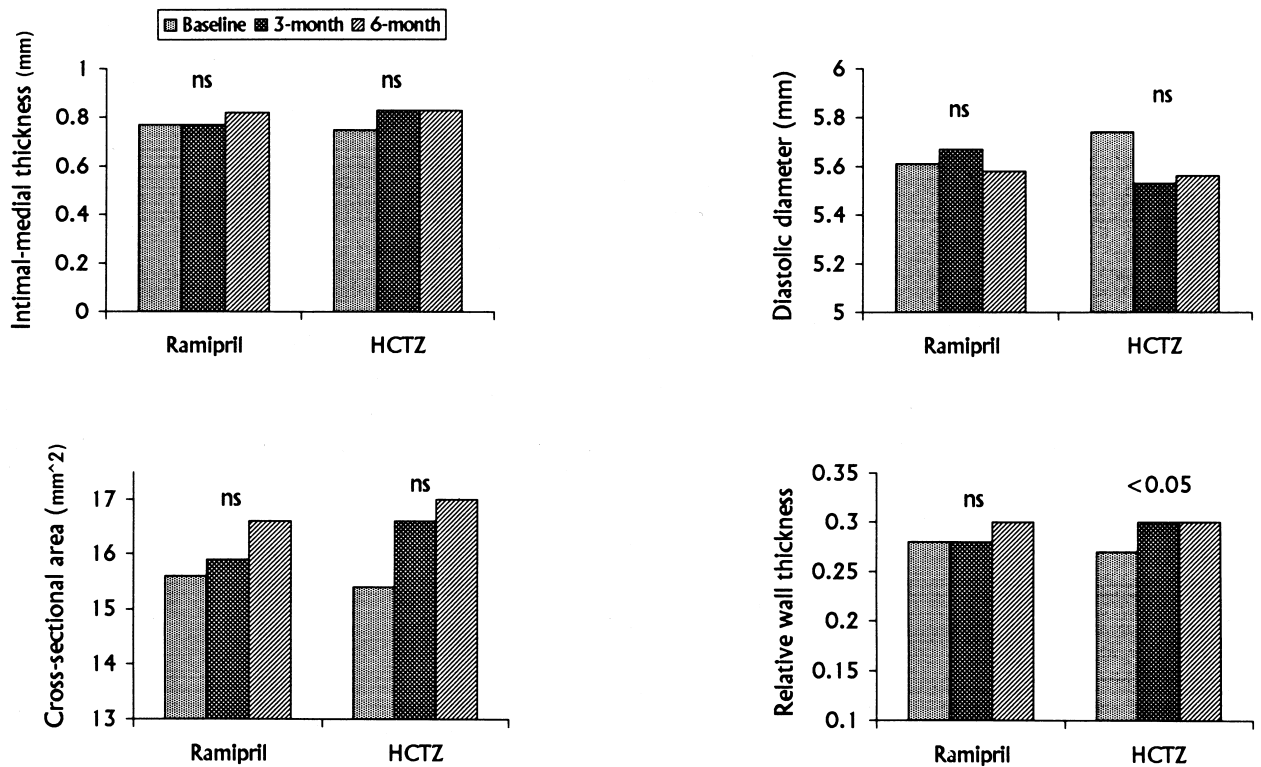 Baseline 3-month 6-month
Intimal-medial thickness (mm)
1
0.8
0.6
0.4
0.2
0
ns
ns
Ramipril
HCTZ
Diastolic diameter (mm)
6
5.8
5.6
5.4
5.2
5
ns
ns
Ramipril
HCTZ
Cross-sectional area (mm^2)
17
16
15
14
13
ns
ns
Ramipril
HCTZ
Relative wall thickness
0.35
0.3
0.25
0.2
0.15
0.1
ns
<0.05
Ramipril
HCTZ